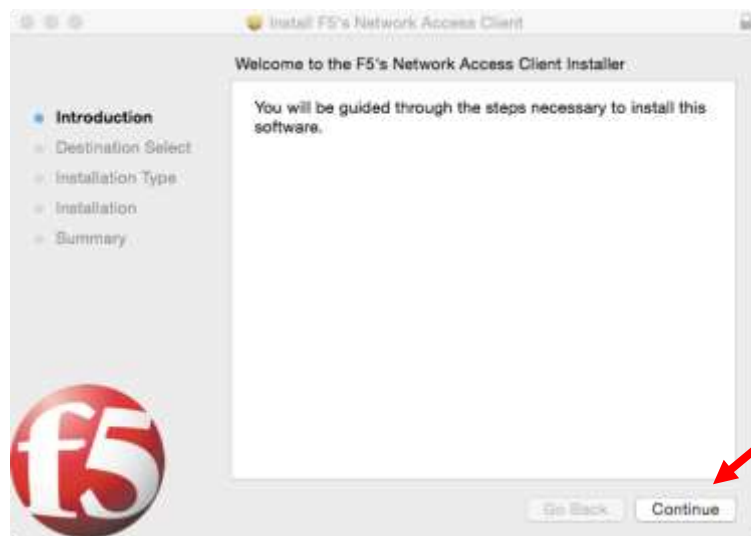 Install F5's Network Access Client
Welcome to the F5's Network Access Client Installer
Introduction
Destination Select
Installation Type
Installation
Summary
You will be guided through the steps necessary to install this
software.
f5
Go Back
Continue